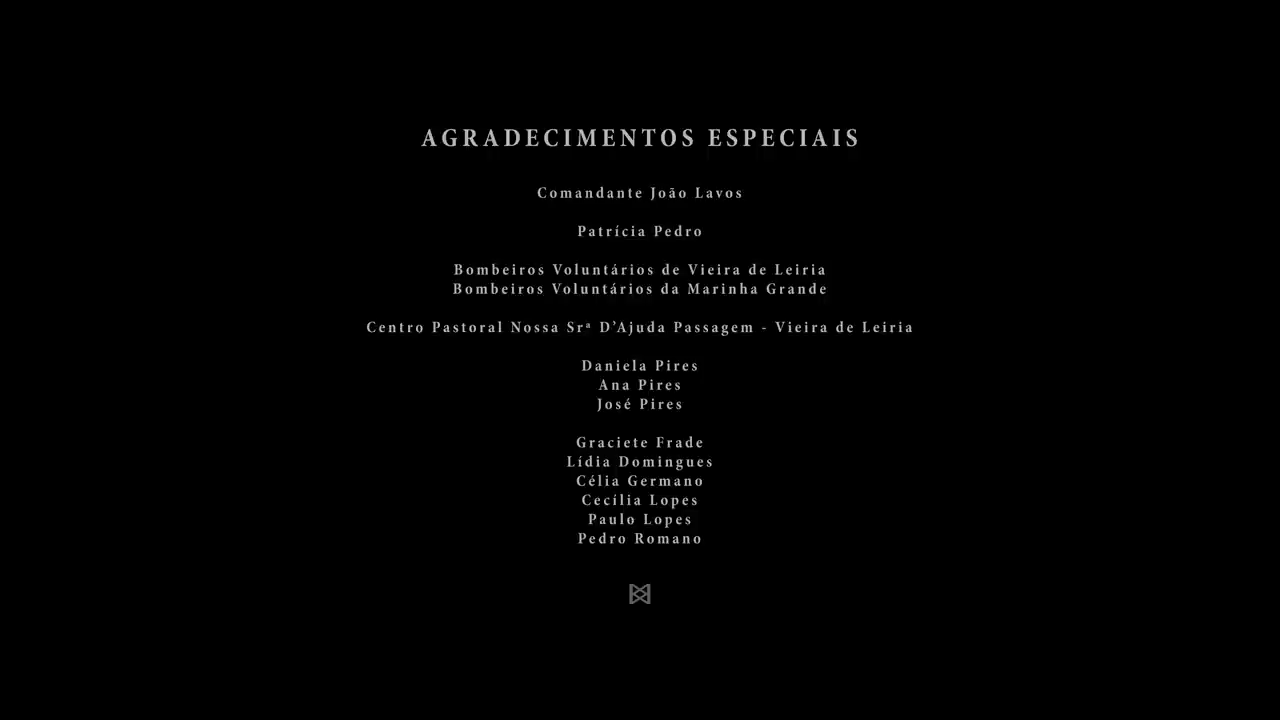 AGRADECIMENTOS ESPECIAIS
Comandante João Lavos
Patrícia Pedro
Bombeiros Voluntários de Vieira de Leiria
Bombeiros Voluntários da Marinha Grande
Centro Pastoral Nossa Srª D’Ajuda Passagem - Vieira de Leiria
Daniela Pires
Ana Pires
José Pires
Graciete Frade
Lídia Domingues
Célia Germano
Cecília Lopes
Paulo Lopes
Pedro Romano